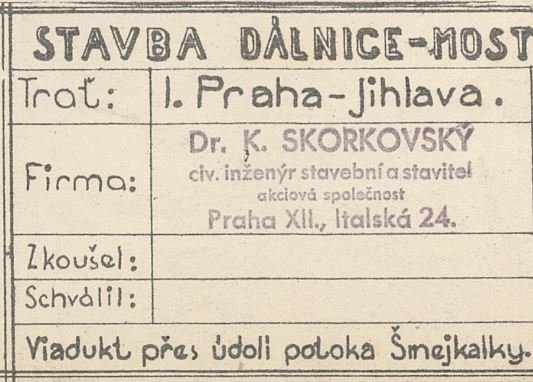 STAVBA DÁLNICE-MOST
Trať: I. Praha-Jihlava.
Firma: Dr. K. SKORKOVSKÝ
civ. inženýr stavební a stavitel
akciová společnost
Praha XII., Italská 24.
Zkoušel:
Schválil:
Viadukt přes údolí potoka Šmejkalky.